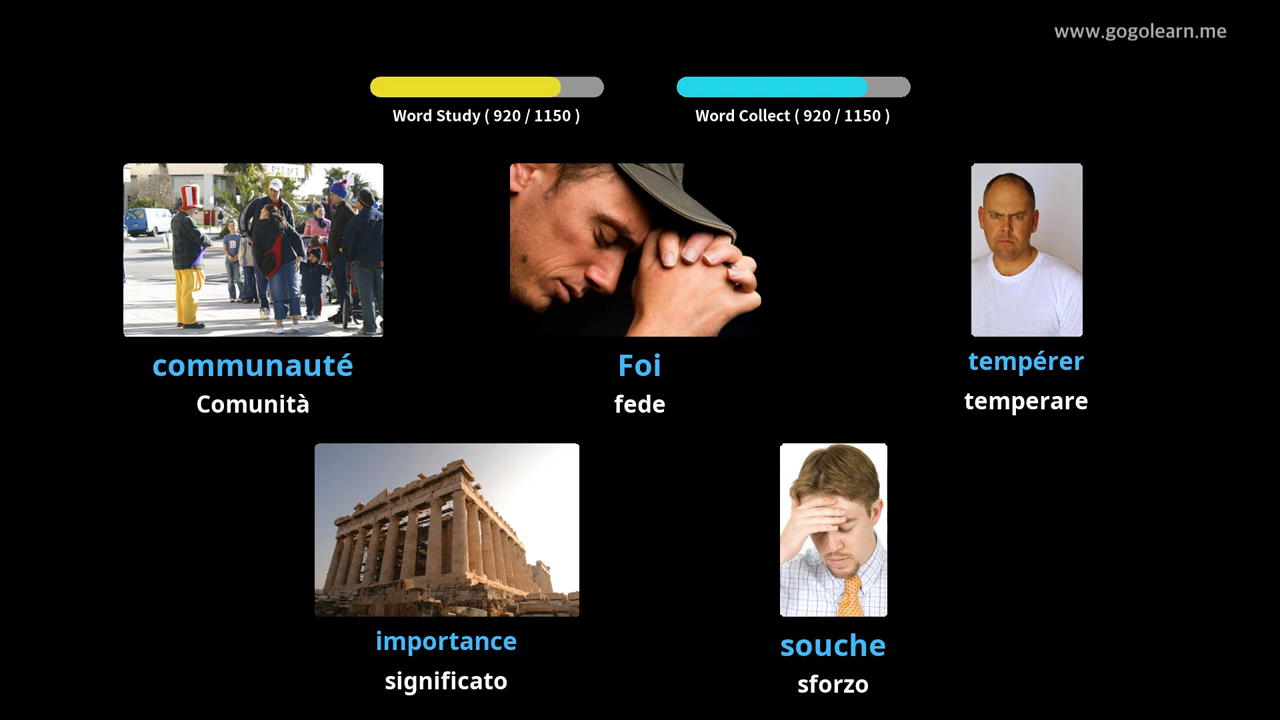 www.gogolearn.me
Word Study ( 920 / 1150 )
Word Collect ( 920 / 1150 )
communauté
Comunità
Foi
fede
tempérer
temperare
importance
significato
souche
sforzo